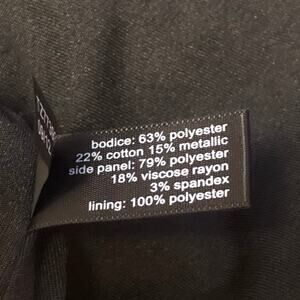 bodice: 63% polyester
22% cotton 15% metallic
side panel: 79% polyester
18% viscose rayon
3% spandex
lining: 100% polyester